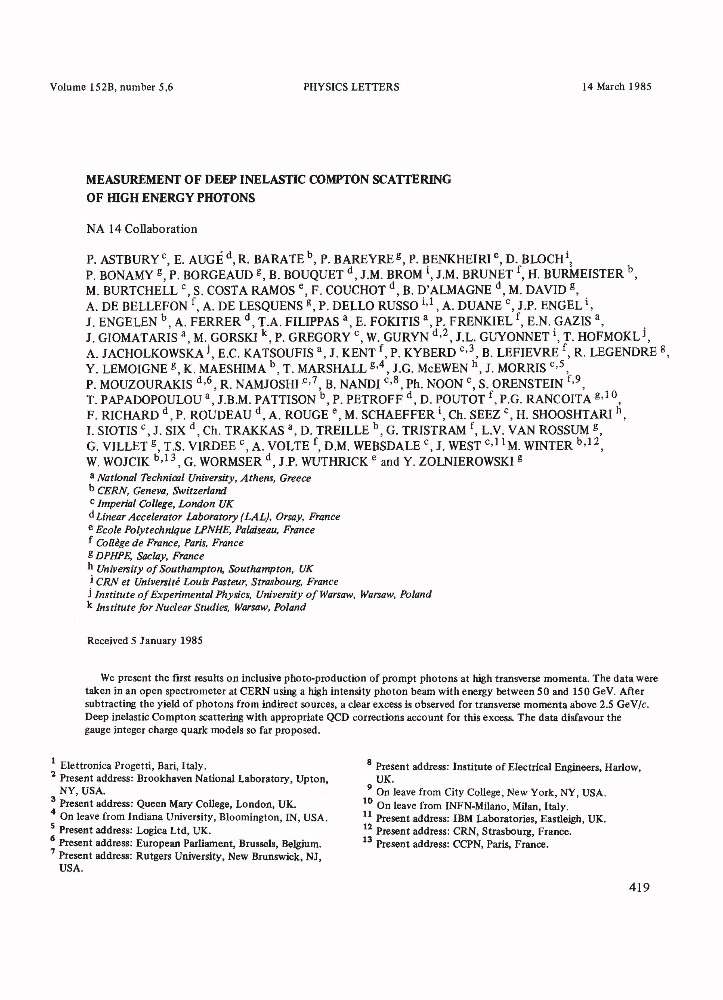 Volume 152B, number 5,6 PHYSICS LETTERS 14 March 1985
MEASUREMENT OF DEEP INELASTIC COMPTON SCATTERING
OF HIGH ENERGY PHOTONS
NA 14 Collaboration
P. ASTBURY c, E. AUGÉ d, R. BARATE b, P. BAREYRE g, P. BENKHEIRI e, D. BLOCH i,
P. BONAMY g, P. BORGEAUD g, B. BOUQUET d, J.M. BROM i, J.M. BRUNET f, H. BURMEISTER b,
M. BURTCHELL c, S. COSTA RAMOS e, F. COUCHOT d, B. D'ALMAGNE d, M. DAVID g,
A. DE BELLEFON f, A. DE LESQUENS g, P. DELLO RUSSO i,1, A. DUANE c, J.P. ENGEL i,
J. ENGELEN b, A. FERRER d, T.A. FILIPPAS a, E. FOKITIS a, P. FRENKIEL f, E.N. GAZIS a,
J. GIOMATARIS a, M. GORSKI k, P. GREGORY c, W. GURYN d,2, J.L. GUYONNET i, T. HOFMOKL j,
A. JACHOLKOWSKA j, E.C. KATSOUFIS a, J. KENT f, P. KYBERD c,3, B. LEFIEVRE f, R. LEGENDRE g,
Y. LEMOIGNE g, K. MAESHIMA b, T. MARSHALL g,4, J.G. McEWEN h, J. MORRIS c,5,
P. MOUZOURAKIS d,6, R. NAMJOSHI c,7, B. NANDI c,8, Ph. NOON c, S. ORENSTEIN f,9,
T. PAPADOPOULOU a, J.B.M. PATTISON b, P. PETROFF d, D. POUTOT f, P.G. RANCOITA g,10,
F. RICHARD d, P. ROUDEAU d, A. ROUGE e, M. SCHAEFFER i, Ch. SEEZ c, H. SHOOSHTARI h,
I. SIOTIS c, J. SIX d, Ch. TRAKKAS a, D. TREILLE b, G. TRISTRAM f, L.V. VAN ROSSUM g,
G. VILLET g, T.S. VIRDEE c, A. VOLTE f, D.M. WEBSDALE c, J. WEST c,11 M. WINTER b,12,
W. WOJCIK b,13, G. WORMSER d, J.P. WUTHRICK e and Y. ZOLNIEROWSKI g
a National Technical University, Athens, Greece
b CERN, Geneva, Switzerland
c Imperial College, London UK
d Linear Accelerator Laboratory (LAL), Orsay, France
e Ecole Polytechnique LPNHE, Palaiseau, France
f Collège de France, Paris, France
g DPHPE, Saclay, France
h University of Southampton, Southampton, UK
i CRN et Université Louis Pasteur, Strasbourg, France
j Institute of Experimental Physics, University of Warsaw, Warsaw, Poland
k Institute for Nuclear Studies, Warsaw, Poland
Received 5 January 1985
We present the first results on inclusive photo-production of prompt photons at high transverse momenta. The data were
taken in an open spectrometer at CERN using a high intensity photon beam with energy between 50 and 150 GeV. After
subtracting the yield of photons from indirect sources, a clear excess is observed for transverse momenta above 2.5 GeV/c.
Deep inelastic Compton scattering with appropriate QCD corrections account for this excess. The data disfavour the
gauge integer charge quark models so far proposed.
1 Elettronica Progetti, Bari, Italy.
2 Present address: Brookhaven National Laboratory, Upton,
NY, USA.
3 Present address: Queen Mary College, London, UK.
4 On leave from Indiana University, Bloomington, IN, USA.
5 Present address: Logica Ltd, UK.
6 Present address: European Parliament, Brussels, Belgium.
7 Present address: Rutgers University, New Brunswick, NJ,
USA.
8 Present address: Institute of Electrical Engineers, Harlow,
UK.
9 On leave from City College, New York, NY, USA.
10 On leave from INFN-Milano, Milan, Italy.
11 Present address: IBM Laboratories, Eastleigh, UK.
12 Present address: CRN, Strasbourg, France.
13 Present address: CCPN, Paris, France.
419